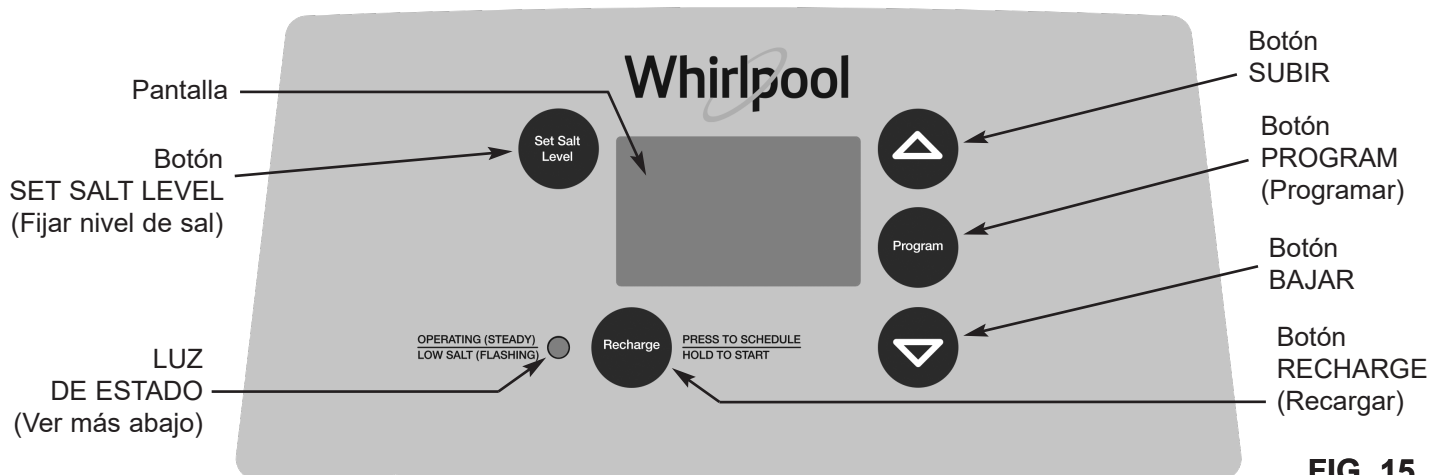 Pantalla
Botón
SET SALT LEVEL
(Fijar nivel de sal)
LUZ
DE ESTADO
(Ver más abajo)
Whirlpool
Set Salt
Level
Program
OPERATING (STEADY)
LOW SALT (FLASHING)
Recharge
PRESS TO SCHEDULE
HOLD TO START
Botón
SUBIR
Botón
PROGRAM
(Programar)
Botón
BAJAR
Botón
RECHARGE
(Recargar)
FIG. 15